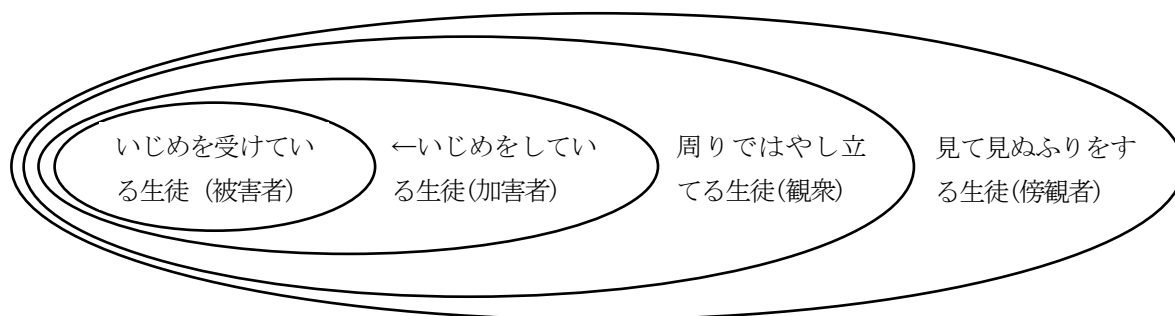 いじめを受けてい
る生徒（被害者）
←いじめをしてい
る生徒(加害者)
周りではやし立
てる生徒(観衆)
見て見ぬふりをす
る生徒(傍観者)